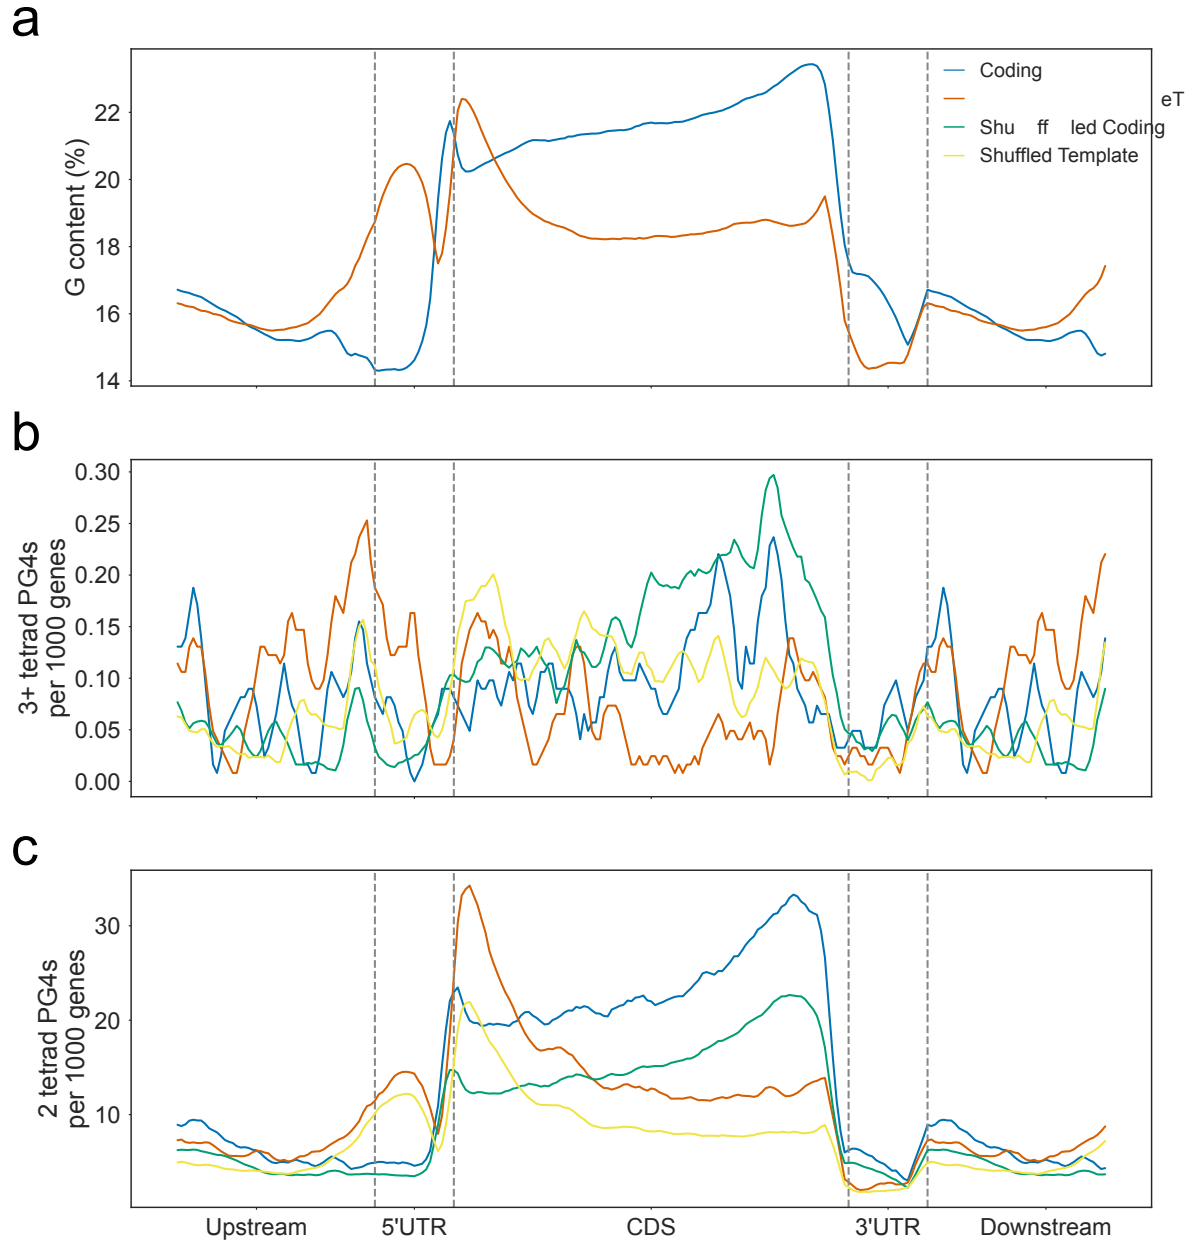 a
G content (%)
22
20
18
16
14
Coding
eT
Shu ff led Coding
Shuffled Template
b
3+ tetrad PG4s
per 1000 genes
0.30
0.25
0.20
0.15
0.10
0.05
0.00
c
2 tetrad PG4s
per 1000 genes
30
20
10
Upstream
5'UTR
CDS
3'UTR
Downstream